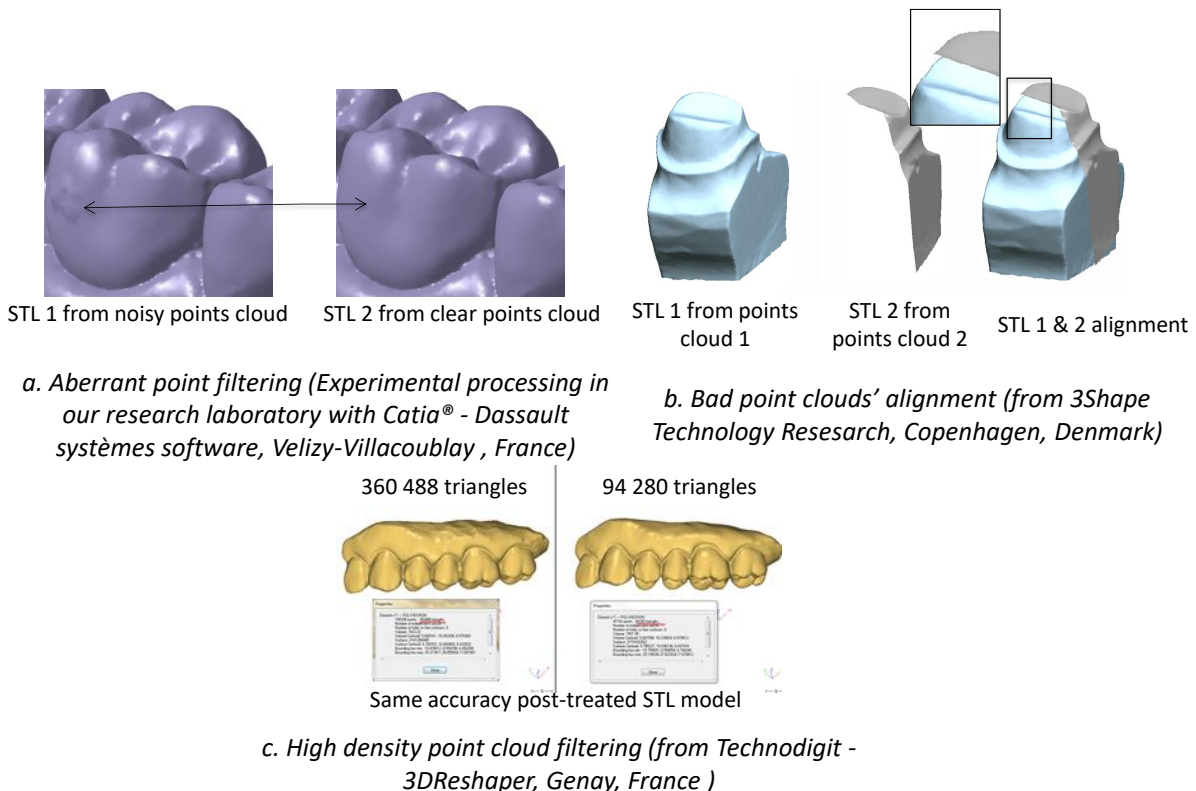 STL 1 from noisy points cloud
STL 2 from clear points cloud
a. Aberrant point filtering (Experimental processing in
our research laboratory with Catia® - Dassault
systèmes software, Velizy-Villacoublay , France)
STL 1 from points
cloud 1
STL 2 from
points cloud 2
STL 1 & 2 alignment
b. Bad point clouds’ alignment (from 3Shape
Technology Resesarch, Copenhagen, Denmark)
360 488 triangles
94 280 triangles
Properties
Properties
Close
Close
Same accuracy post-treated STL model
c. High density point cloud filtering (from Technodigit -
3DReshaper, Genay, France )